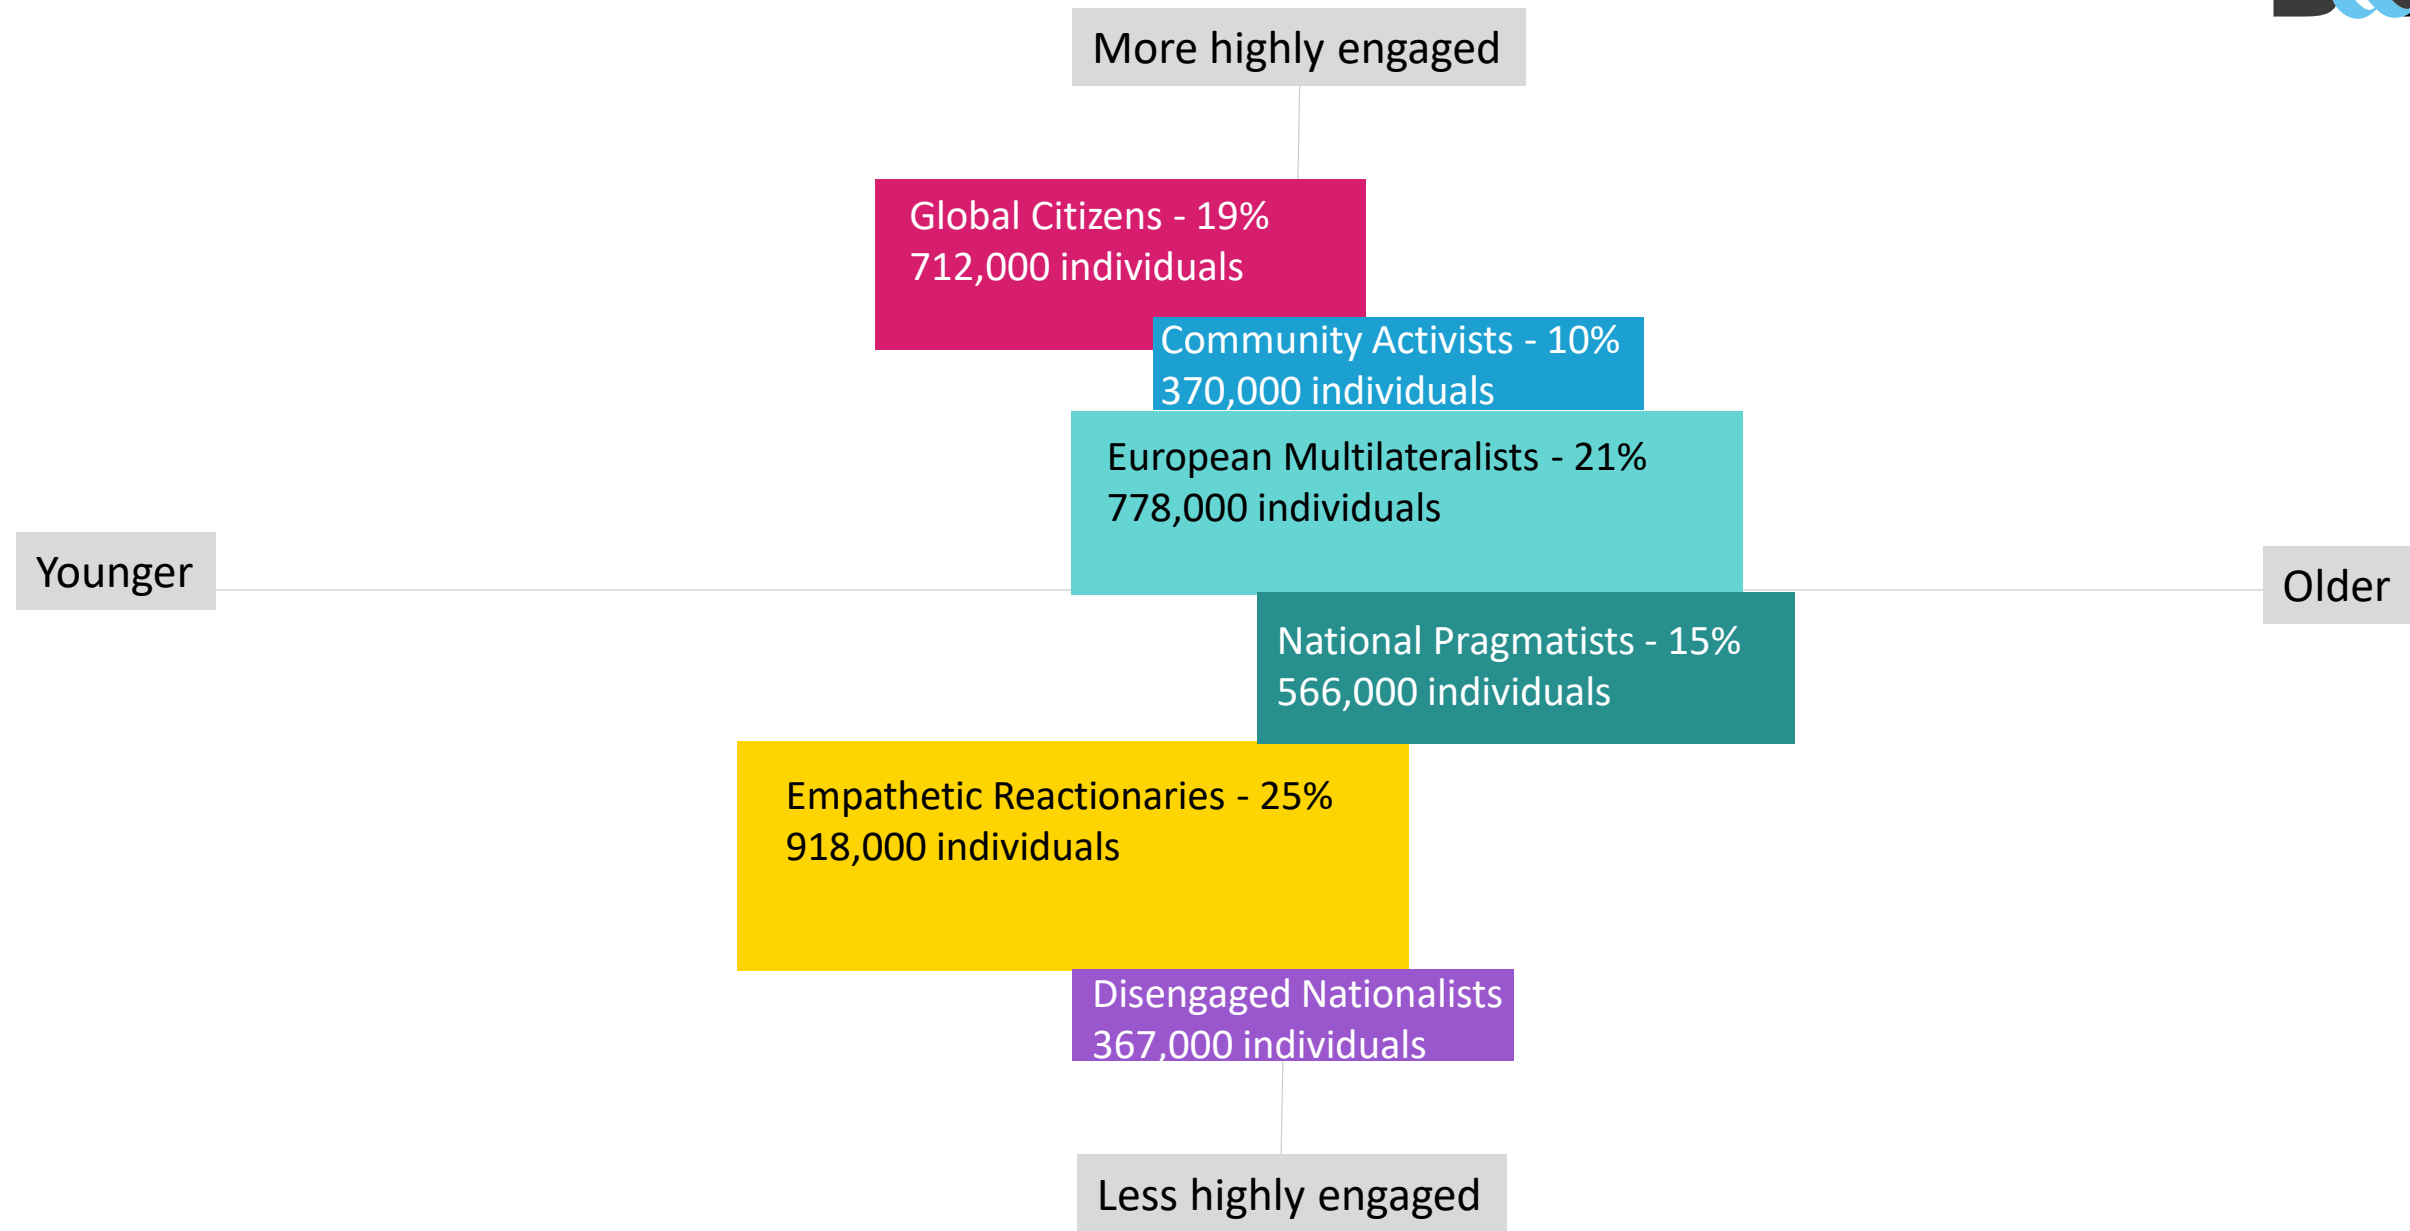 More highly engaged
Global Citizens - 19%
712,000 individuals
Community Activists - 10%
370,000 individuals
European Multilateralists - 21%
778,000 individuals
Younger
Older
National Pragmatists - 15%
566,000 individuals
Empathetic Reactionaries - 25%
918,000 individuals
Disengaged Nationalists
367,000 individuals
Less highly engaged